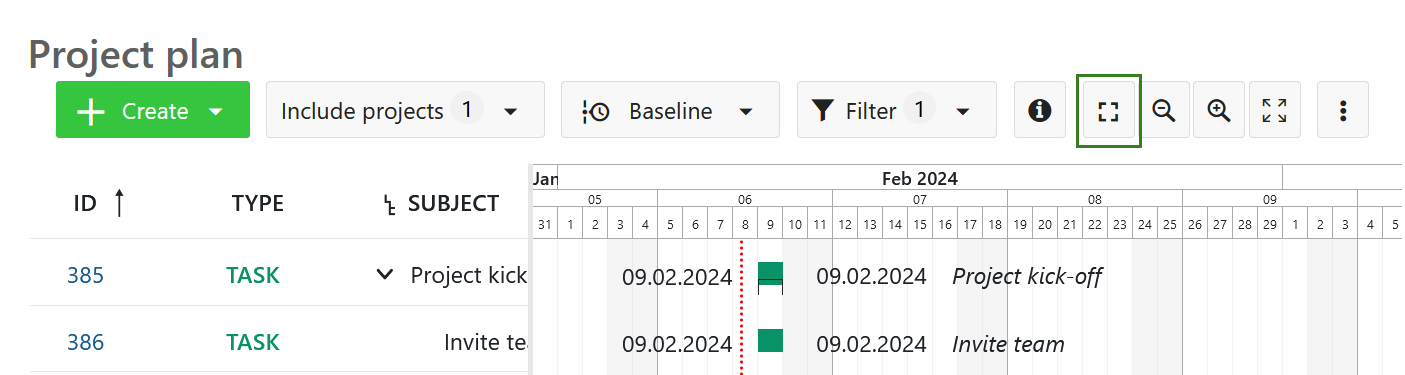 Project plan
Create Include projects 1 Baseline Filter 1
ID TYPE SUBJECT
Jan Feb 2024
05 06 07 08 09
31 1 2 3 4 5 6 7 8 9 10 11 12 13 14 15 16 17 18 19 20 21 22 23 24 25 26 27 28 29 1 2 3 4 5
385 TASK Project kick 09.02.2024 09.02.2024 Project kick-off
386 TASK Invite te 09.02.2024 09.02.2024 Invite team